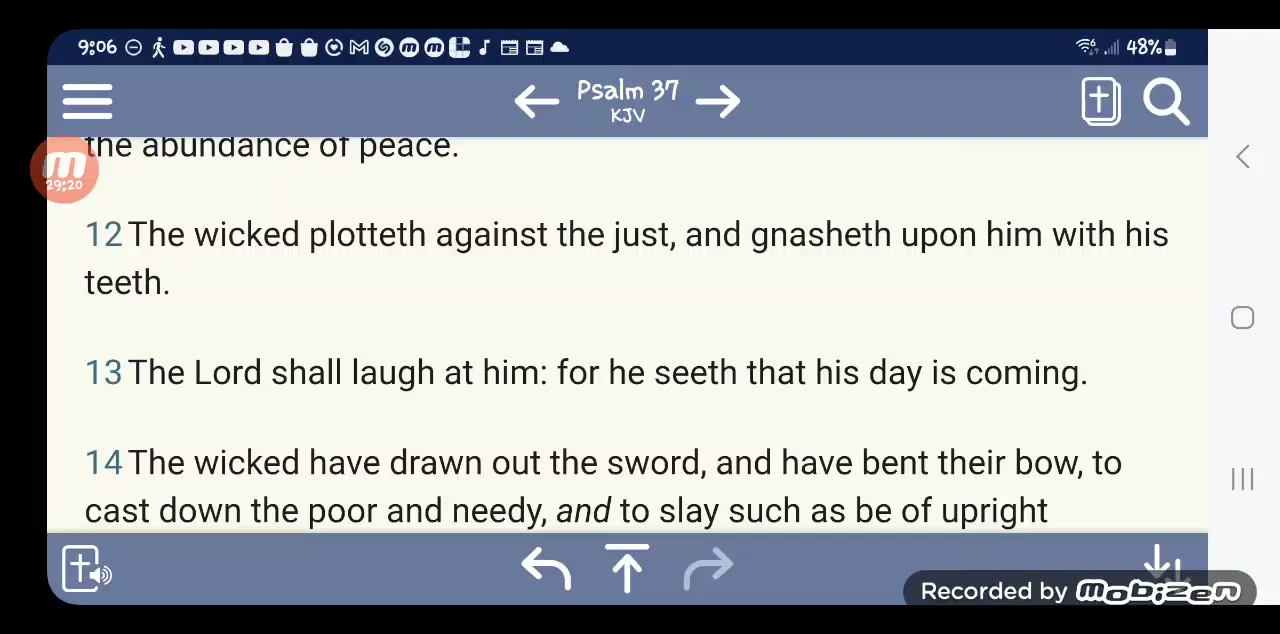 9:06 48%
Psalm 37
KJV
the abundance of peace.
29:20
12 The wicked plotteth against the just, and gnasheth upon him with his
teeth.
13 The Lord shall laugh at him: for he seeth that his day is coming.
14 The wicked have drawn out the sword, and have bent their bow, to
cast down the poor and needy, and to slay such as be of upright
Recorded by Mobizen